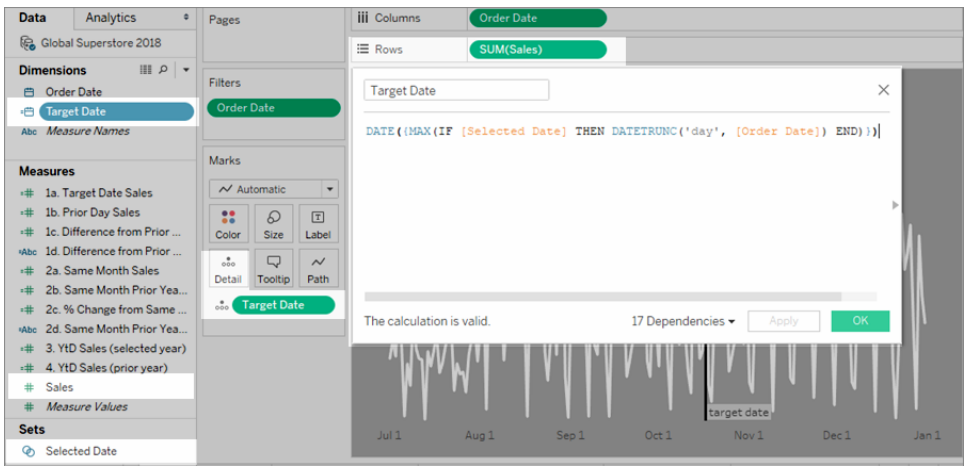 Data
Analytics
Global Superstore 2018
Dimensions
Order Date
Target Date
Abc Measure Names
Measures
1a. Target Date Sales
1b. Prior Day Sales
1c. Difference from Prior ...
Abc 1d. Difference from Prior ...
2a. Same Month Sales
2b. Same Month Prior Yea...
2c. % Change from Same ...
Abc 2d. Same Month Prior Yea...
3. YtD Sales (selected year)
4. YtD Sales (prior year)
Sales
Measure Values
Sets
Selected Date
Pages
Filters
Order Date
Marks
Automatic
Color Size Label
Detail Tooltip Path
Target Date
Columns Order Date
Rows SUM(Sales)
Target Date
DATE({MAX(IF [Selected Date] THEN DATETRUNC('day', [Order Date]) END)})
The calculation is valid. 17 Dependencies Apply OK
target date
Jul 1 Aug 1 Sep 1 Oct 1 Nov 1 Dec 1 Jan 1